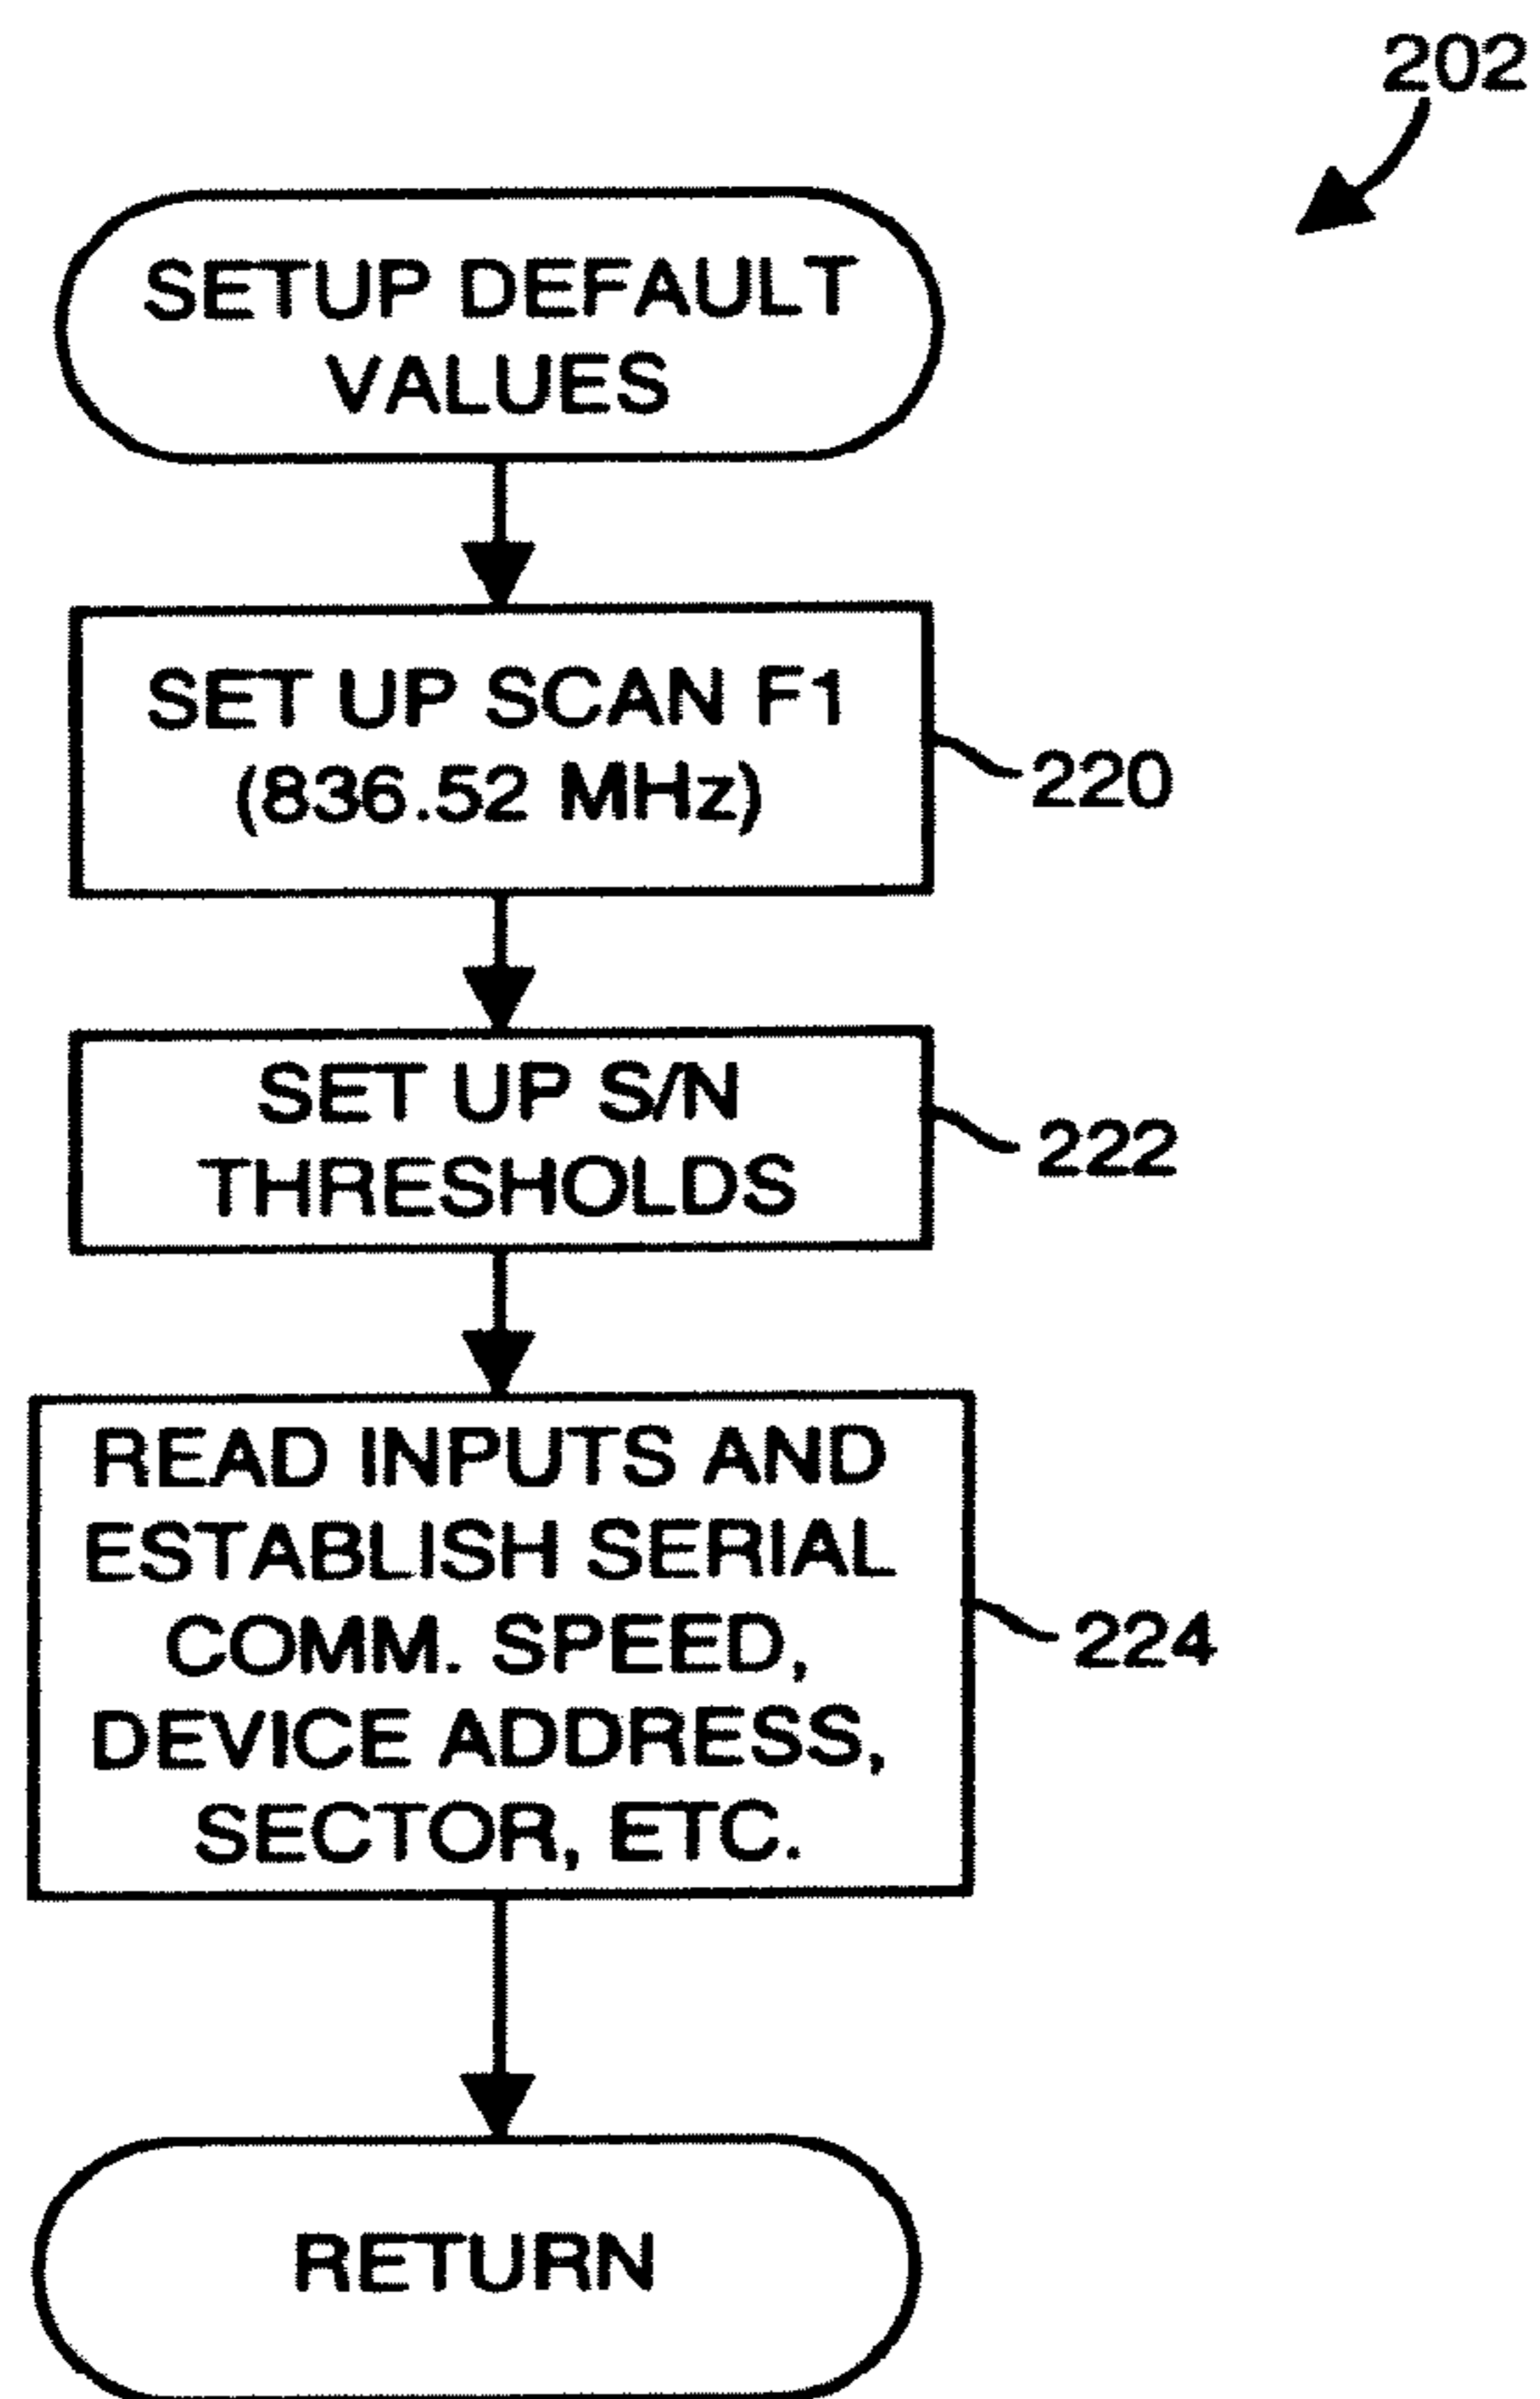 202
SETUP DEFAULT
VALUES
SET UP SCAN F1
(836.52 MHz)
220
SET UP S/N
THRESHOLDS
222
READ INPUTS AND
ESTABLISH SERIAL
COMM. SPEED,
DEVICE ADDRESS,
SECTOR, ETC.
224
RETURN